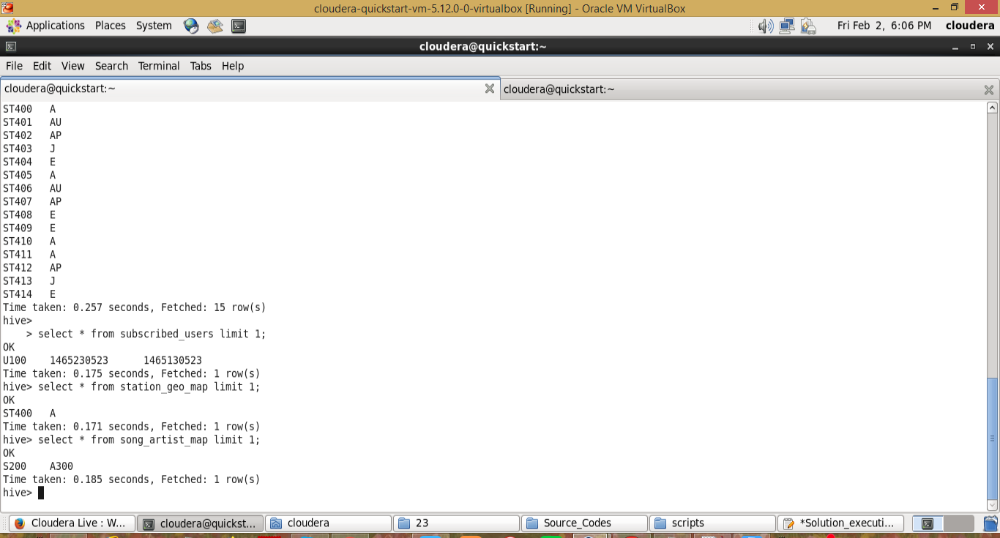 cloudera-quickstart-vm-5.12.0-0-virtualbox [Running] - Oracle VM VirtualBox
Applications Places System Fri Feb 2, 6:06 PM cloudera
cloudera@quickstart:~
File Edit View Search Terminal Tabs Help
cloudera@quickstart:~ cloudera@quickstart:~
ST400 A
ST401 AU
ST402 AP
ST403 J
ST404 E
ST405 A
ST406 AU
ST407 AP
ST408 E
ST409 E
ST410 A
ST411 A
ST412 AP
ST413 J
ST414 E
Time taken: 0.257 seconds, Fetched: 15 row(s)
hive>
> select * from subscribed_users limit 1;
OK
U100 1465230523 1465130523
Time taken: 0.175 seconds, Fetched: 1 row(s)
hive> select * from station_geo_map limit 1;
OK
ST400 A
Time taken: 0.171 seconds, Fetched: 1 row(s)
hive> select * from song_artist_map limit 1;
OK
S200 A300
Time taken: 0.185 seconds, Fetched: 1 row(s)
hive>
Cloudera Live : W... cloudera@quickst... cloudera 23 Source_Codes scripts *Solution_executi...